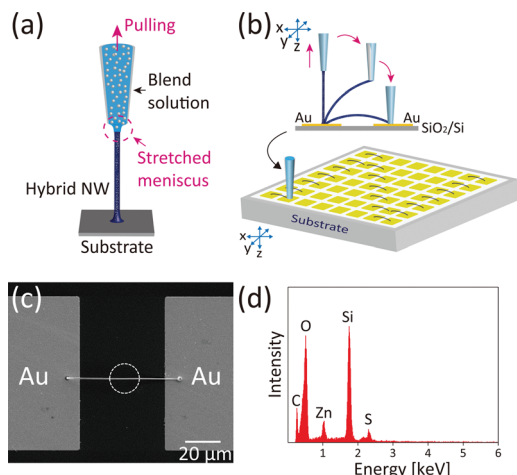 (a)
Pulling
Blend
solution
Stretched
meniscus
Hybrid NW
Substrate
(b)
x
y
z
Au
Au
SiO₂/Si
Substrate
x
y
z
(c)
Au
Au
20 μm
(d)
Intensity
C
O
Zn
Si
S
0 1 2 3 4 5 6
Energy [keV]